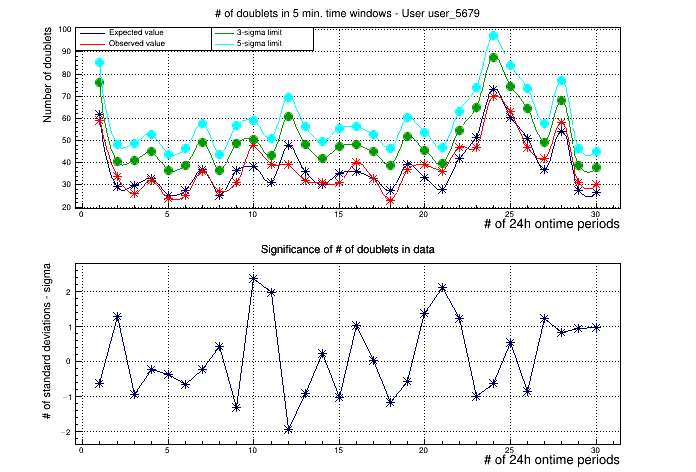 # of doublets in 5 min. time windows - User user_5679
Number of doublets
Expected value
3-sigma limit
Observed value
5-sigma limit
100
90
80
70
60
50
40
30
20
0 5 10 15 20 25 30
# of 24h ontime periods
Significance of # of doublets in data
# of standard deviations - sigma
2
1
0
−1
−2
0 5 10 15 20 25 30
# of 24h ontime periods